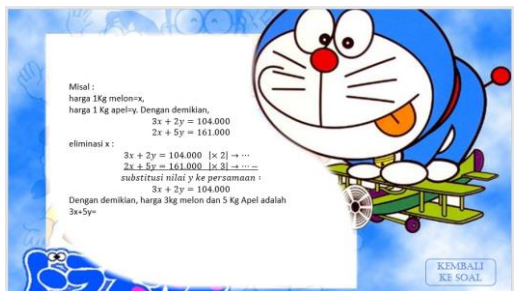 Misal :
harga 1Kg melon=x,
harga 1 Kg apel=y. Dengan demikian,
3x + 2y = 104.000
2x + 5y = 161.000
eliminasi x :
3x + 2y = 104.000 |× 2| → ⋯
2x + 5y = 161.000 |× 3| → ⋯ −
substitusi nilai y ke persamaan :
3x + 2y = 104.000
Dengan demikian, harga 3kg melon dan 5 Kg Apel adalah
3x+5y=
KEMBALI
KE SOAL